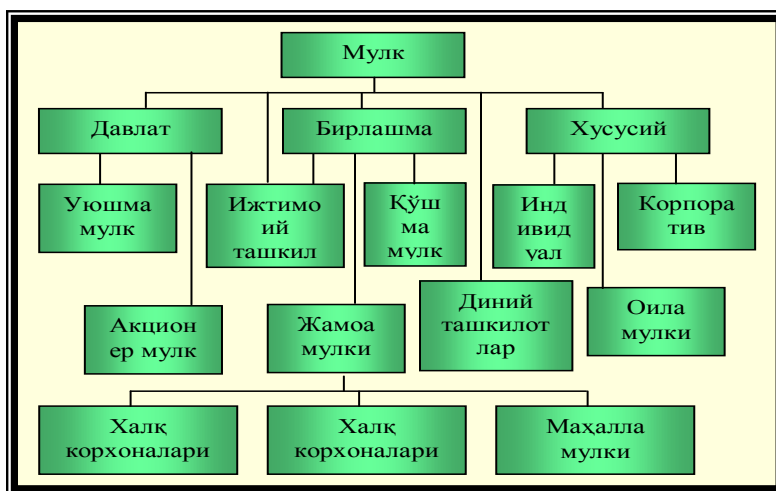 Мулк
Давлат
Бирлашма
Хусусий
Уюшма
мулк
Ижтимо
ий
ташкил
Қўш
ма
мулк
Инд
ивид
уал
Корпора
тив
Акцион
ер мулк
Жамоа
мулки
Диний
ташкилот
лар
Оила
мулки
Халқ
корхоналари
Халқ
корхоналари
Маҳалла
мулки